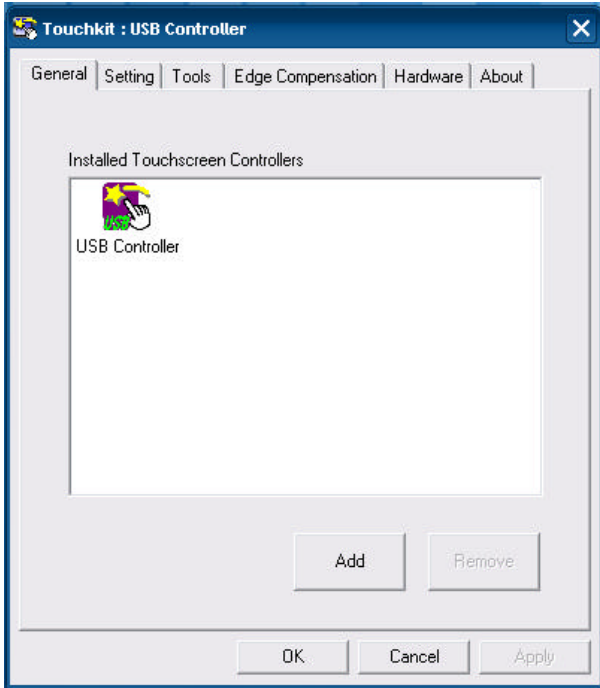 Touchkit : USB Controller
General Setting Tools Edge Compensation Hardware About
Installed Touchscreen Controllers
USB
USB Controller
Add Remove
OK Cancel Apply